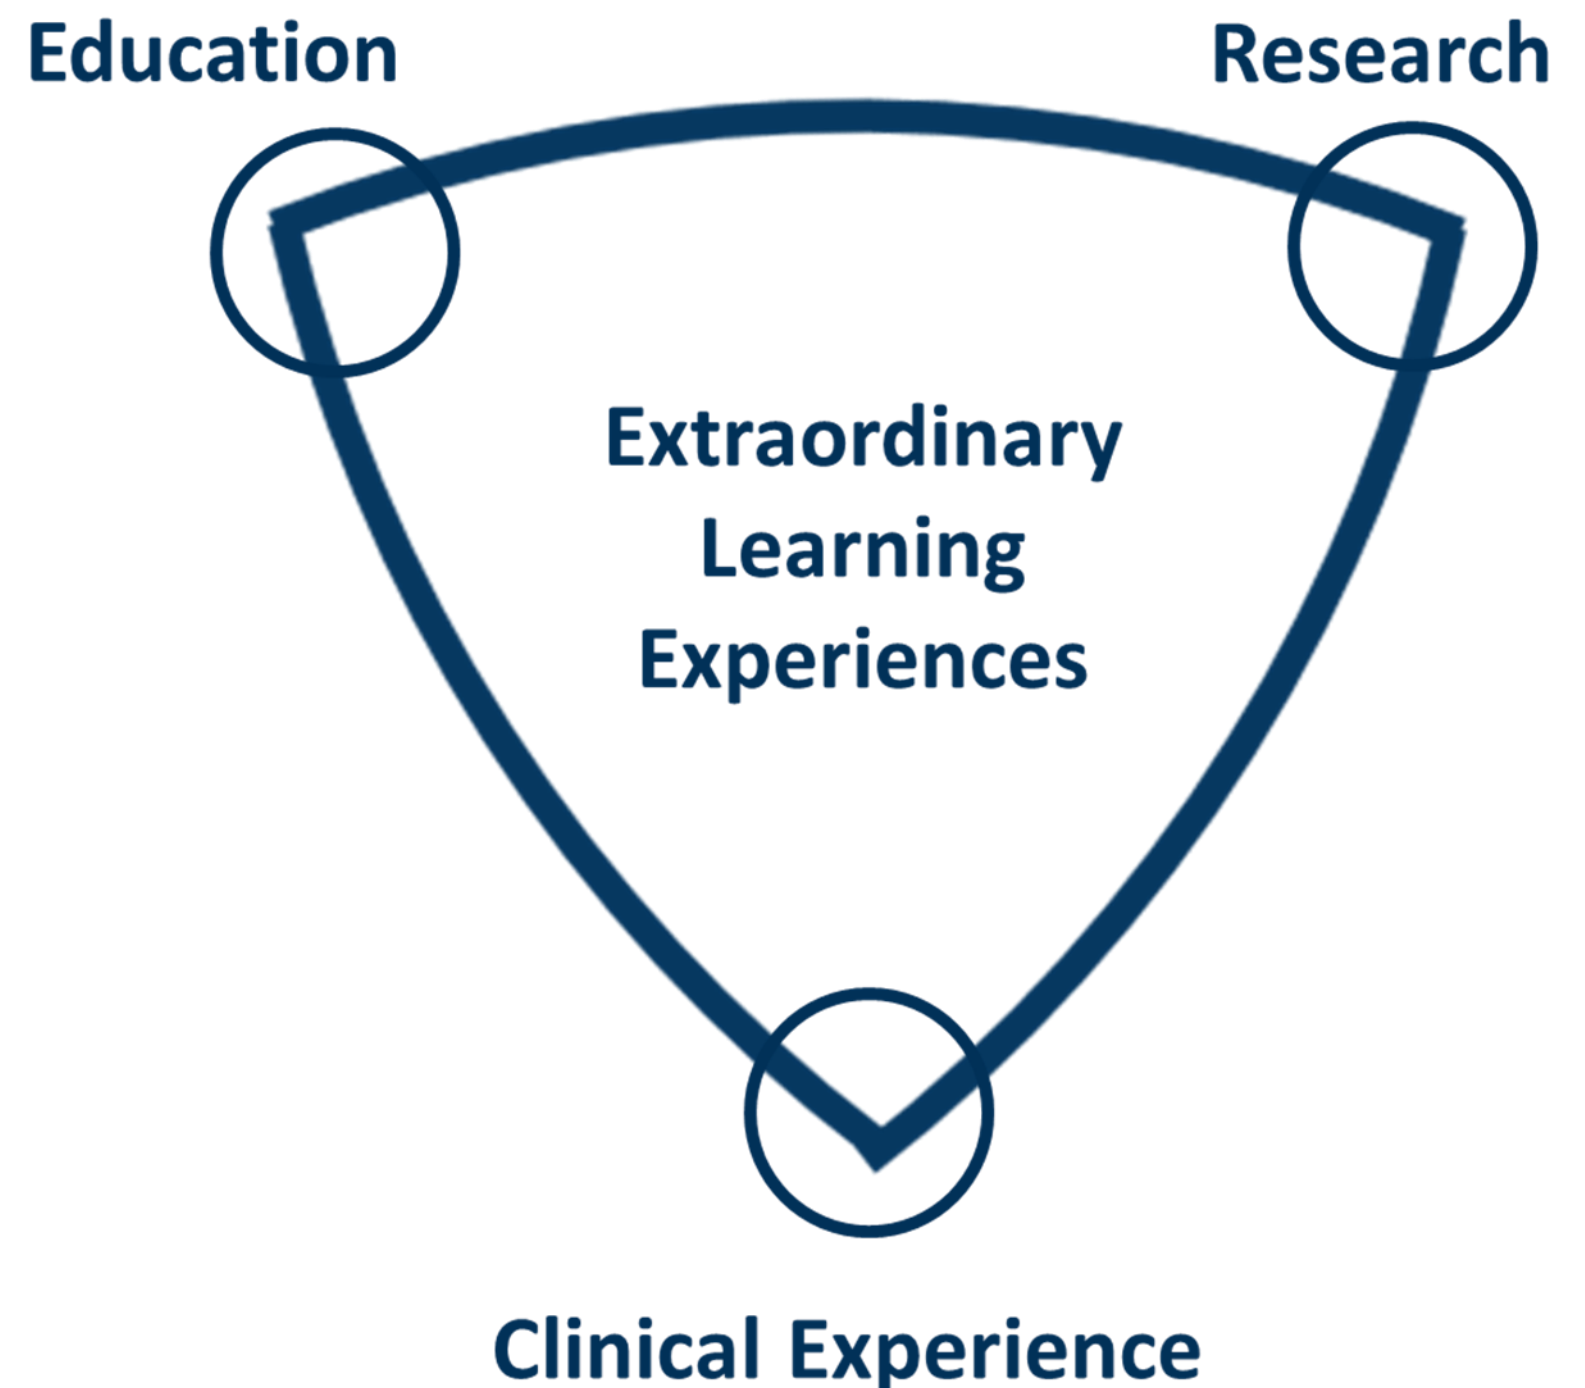 Education
Research
Extraordinary
Learning
Experiences
Clinical Experience